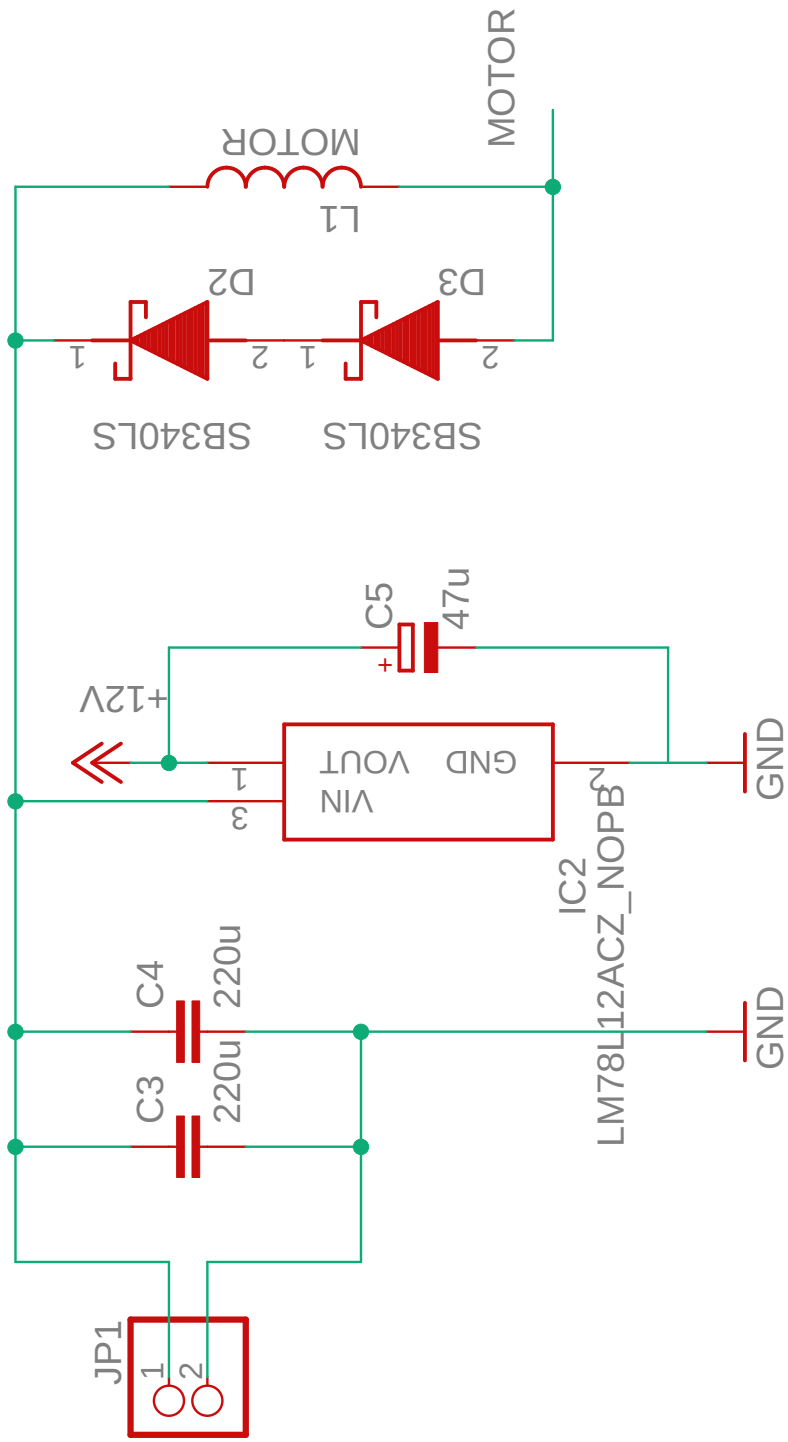 MOTOR
MOTOR
L1
D2
D3
1
2
1
2
SB340LS
SB340LS
C5
47u
+
+12V
1
VOUT
GND
2
3
VIN
GND
IC2
LM78L12ACZ_NOPB
C4
220u
GND
C3
220u
JP1
1
2